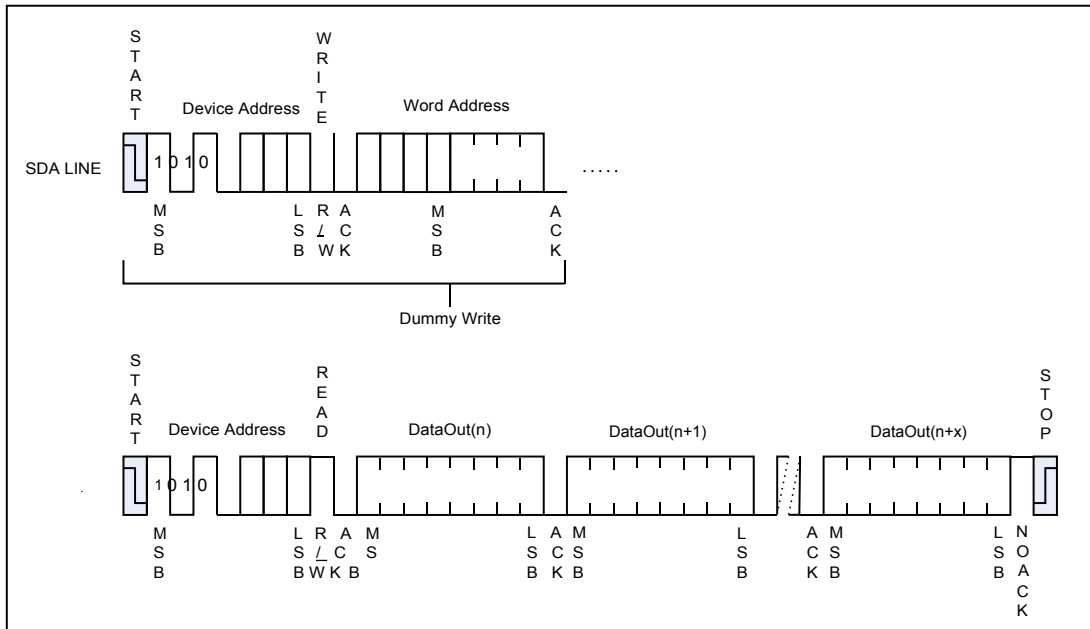 START
WRITE
Device Address
Word Address
SDA LINE
1 0 1 0
.....
MSB
LSB
R/W
ACK
MSB
ACK
Dummy Write
START
READ
STOP
Device Address
DataOut(n)
DataOut(n+1)
DataOut(n+x)
1 0 1 0
MSB
LSB
R/W
ACK
MSB
LSB
ACK
MSB
LSB
ACK
MSB
LSB
NOACK